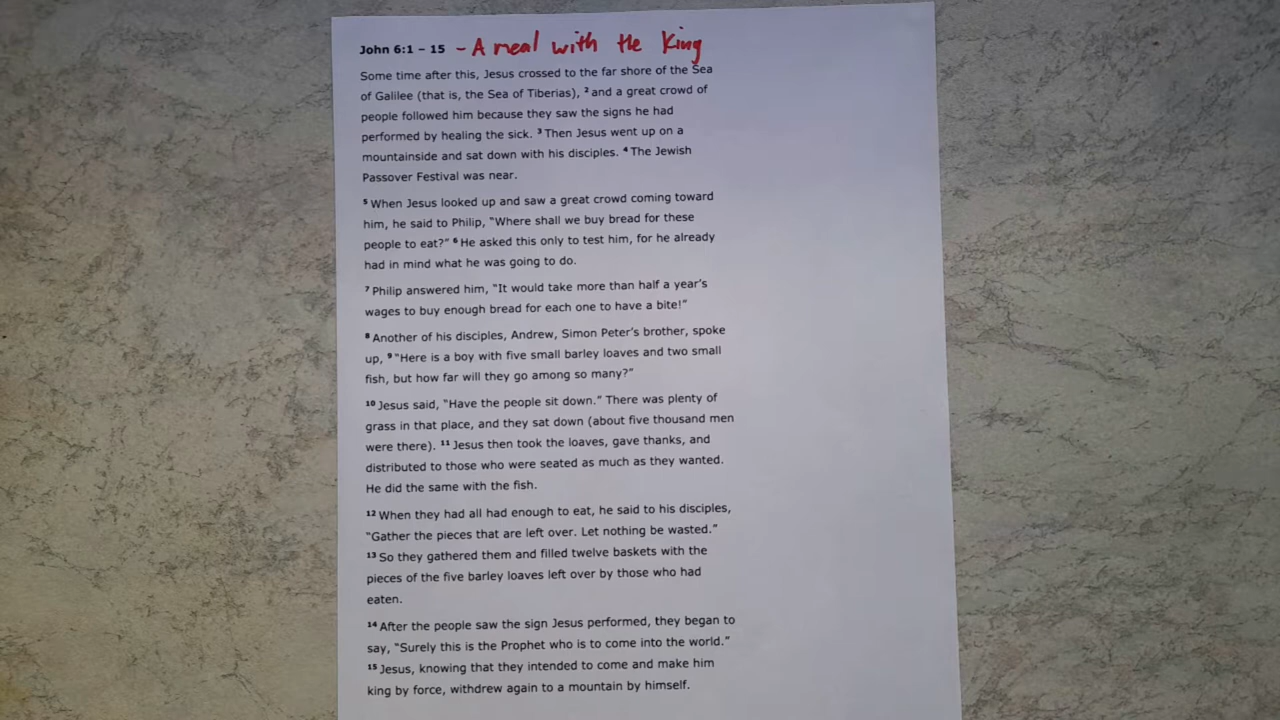 John 6:1 – 15 - A meal with the King
Some time after this, Jesus crossed to the far shore of the Sea
of Galilee (that is, the Sea of Tiberias), ² and a great crowd of
people followed him because they saw the signs he had
performed by healing the sick. ³ Then Jesus went up on a
mountainside and sat down with his disciples. ⁴ The Jewish
Passover Festival was near.
⁵ When Jesus looked up and saw a great crowd coming toward
him, he said to Philip, “Where shall we buy bread for these
people to eat?” ⁶ He asked this only to test him, for he already
had in mind what he was going to do.
⁷ Philip answered him, “It would take more than half a year’s
wages to buy enough bread for each one to have a bite!”
⁸ Another of his disciples, Andrew, Simon Peter’s brother, spoke
up, ⁹ “Here is a boy with five small barley loaves and two small
fish, but how far will they go among so many?”
¹⁰ Jesus said, “Have the people sit down.” There was plenty of
grass in that place, and they sat down (about five thousand men
were there). ¹¹ Jesus then took the loaves, gave thanks, and
distributed to those who were seated as much as they wanted.
He did the same with the fish.
¹² When they had all had enough to eat, he said to his disciples,
“Gather the pieces that are left over. Let nothing be wasted.”
¹³ So they gathered them and filled twelve baskets with the
pieces of the five barley loaves left over by those who had
eaten.
¹⁴ After the people saw the sign Jesus performed, they began to
say, “Surely this is the Prophet who is to come into the world.”
¹⁵ Jesus, knowing that they intended to come and make him
king by force, withdrew again to a mountain by himself.